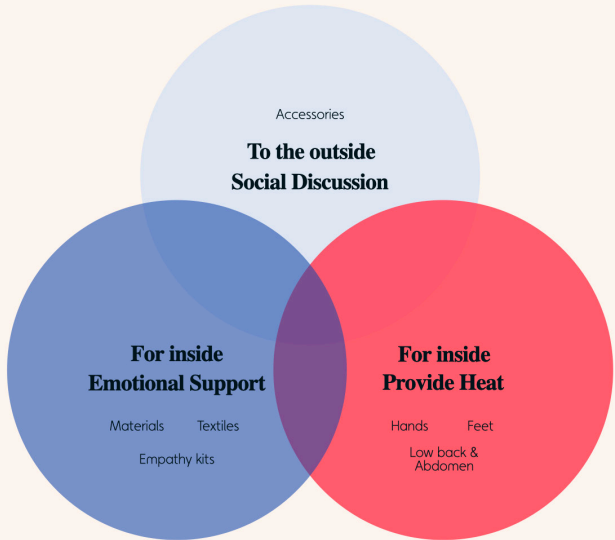 Accessories
To the outside
Social Discussion
For inside
Emotional Support
Materials Textiles
Empathy kits
For inside
Provide Heat
Hands Feet
Low back &
Abdomen